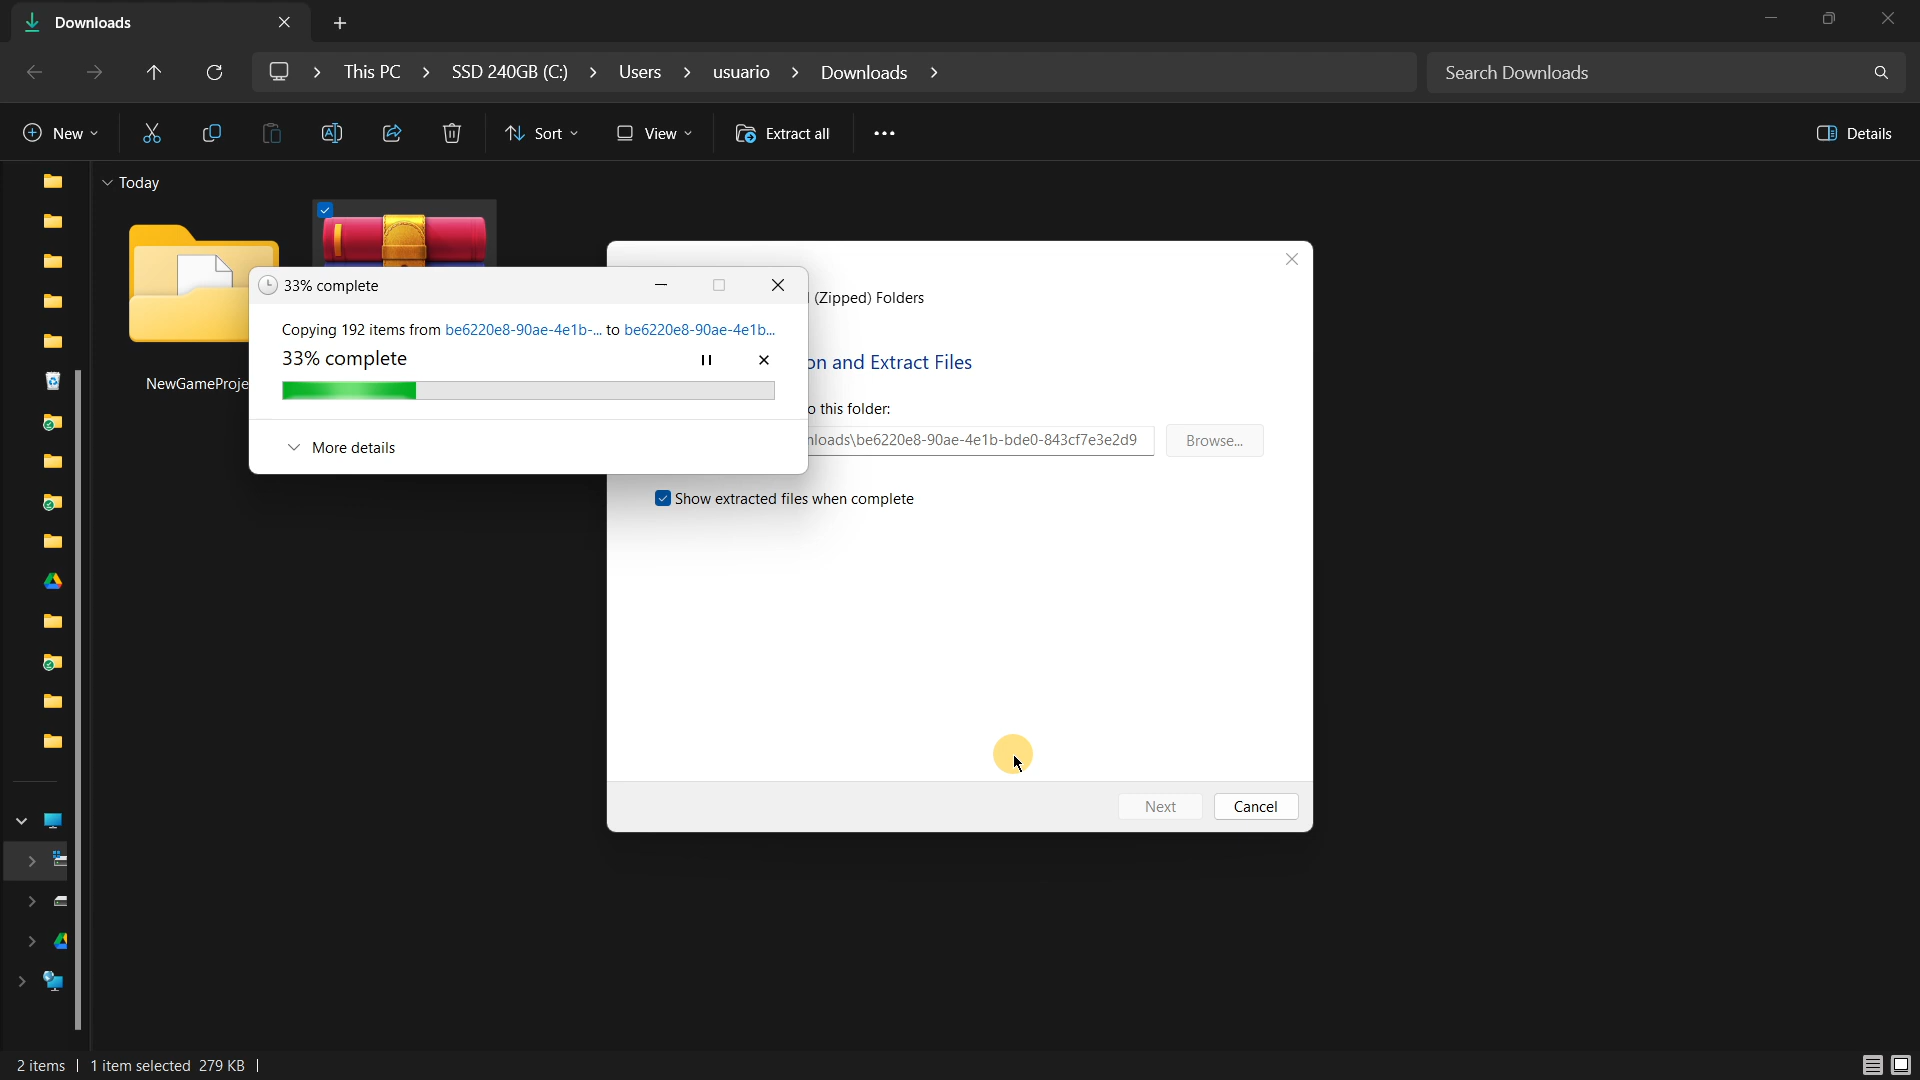 Downloads
This PC > SSD 240GB (C:) > Users > usuario > Downloads >
Search Downloads
New
Sort
View
Extract all
Details
Today
NewGameProje
33% complete
Copying 192 items from be6220e8-90ae-4e1b-... to be6220e8-90ae-4e1b...
33% complete
More details
(Zipped) Folders
on and Extract Files
o this folder:
nloads\be6220e8-90ae-4e1b-bde0-843cf7e3e2d9
Browse...
Show extracted files when complete
Next
Cancel
2 items | 1 item selected 279 KB |